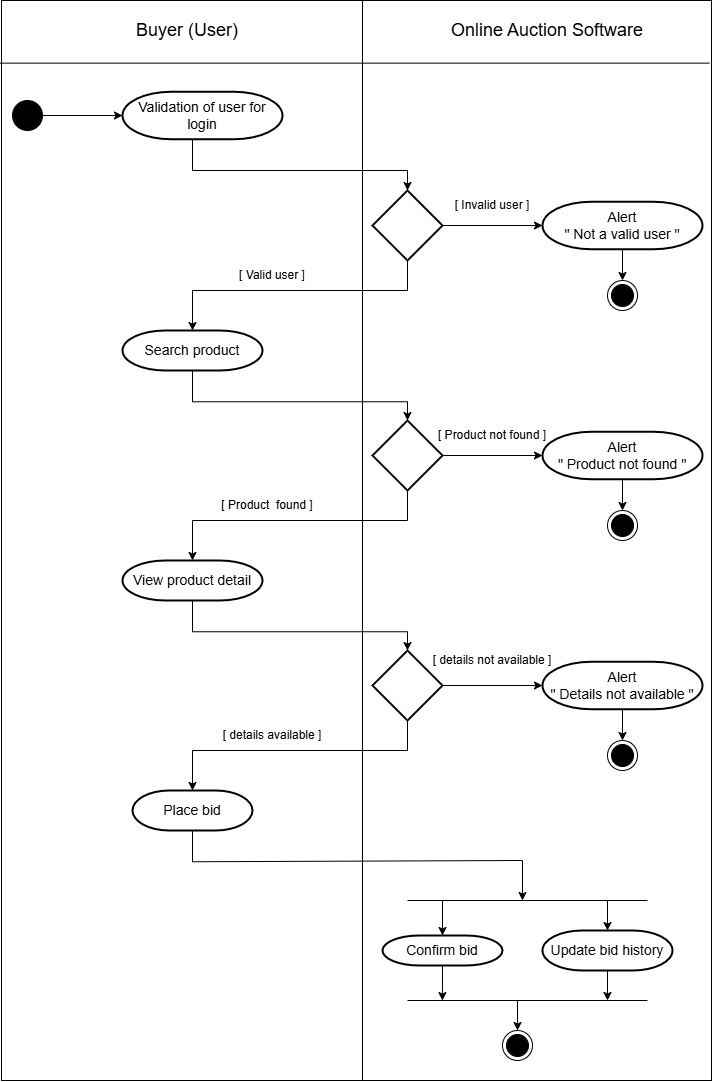 Buyer (User)
Online Auction Software
Validation of user for
login
[ Invalid user ]
Alert
" Not a valid user "
[ Valid user ]
Search product
[ Product not found ]
Alert
" Product not found "
[ Product  found ]
View product detail
[ details not available ]
Alert
" Details not available "
[ details available ]
Place bid
Confirm bid
Update bid history